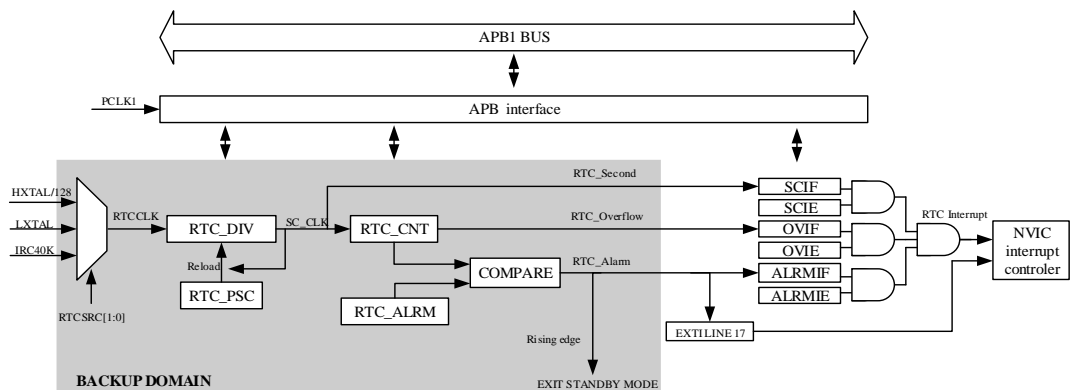 APB1 BUS
PCLK1
APB interface
HXTAL/128
LXTAL
IRC40K
RTCCLK
RTC_DIV
SC_CLK
RTC_CNT
RTC_Second
RTC_Overflow
RTC_Alarm
Reload
RTC_PSC
RTC_ALRM
COMPARE
RTCSRC[1:0]
Rising edge
EXIT STANDBY MODE
BACKUP DOMAIN
SCIF
SCIE
OVIF
OVIE
ALRMIF
ALRMIE
EXTI LINE 17
RTC Interrupt
NVIC
interrupt
controler